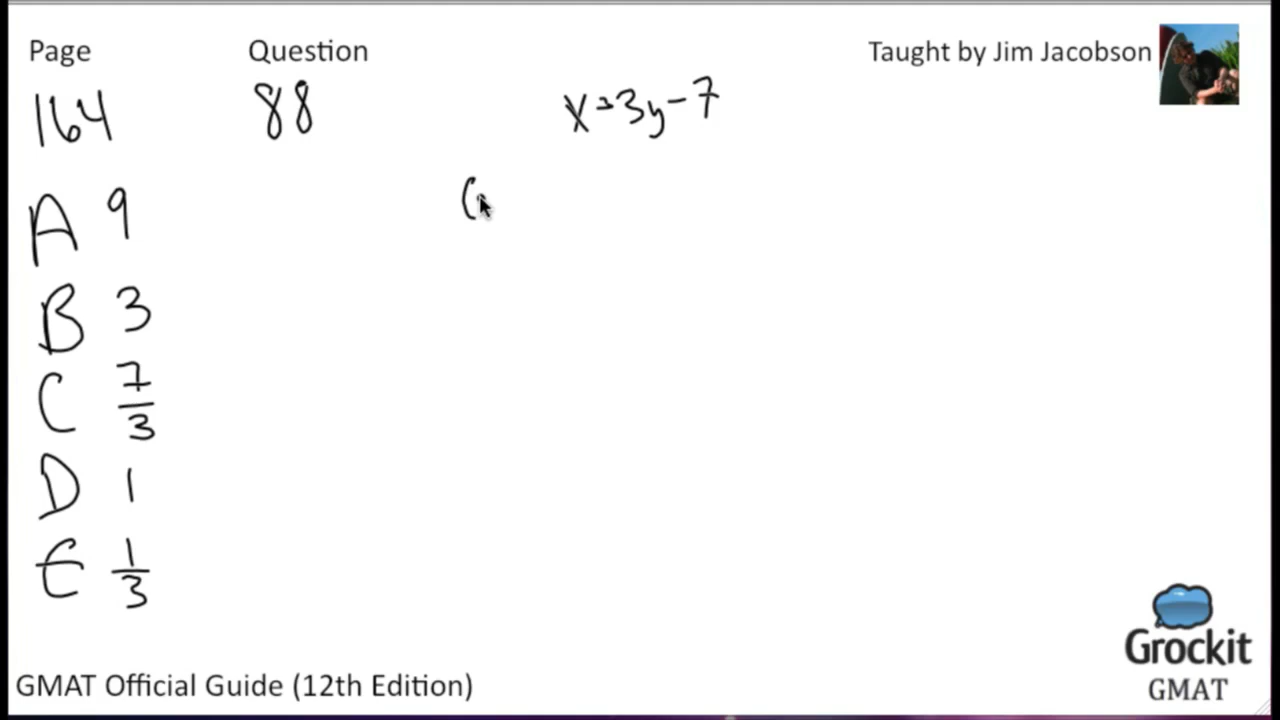 Page Question Taught by Jim Jacobson
164 88 x=3y-7
A 9
(
B 3
C 7/3
D 1
E 1/3
Grockit
GMAT
GMAT Official Guide (12th Edition)